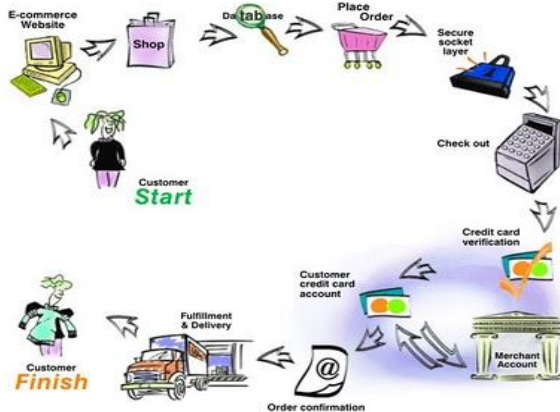 E-commerce
Website
Shop
Database
Place
Order
Secure
socket
layer
Check out
Credit card
verification
Customer
credit card
account
Merchant
Account
Order confirmation
@
Fulfillment
& Delivery
Customer
Start
Customer
Finish